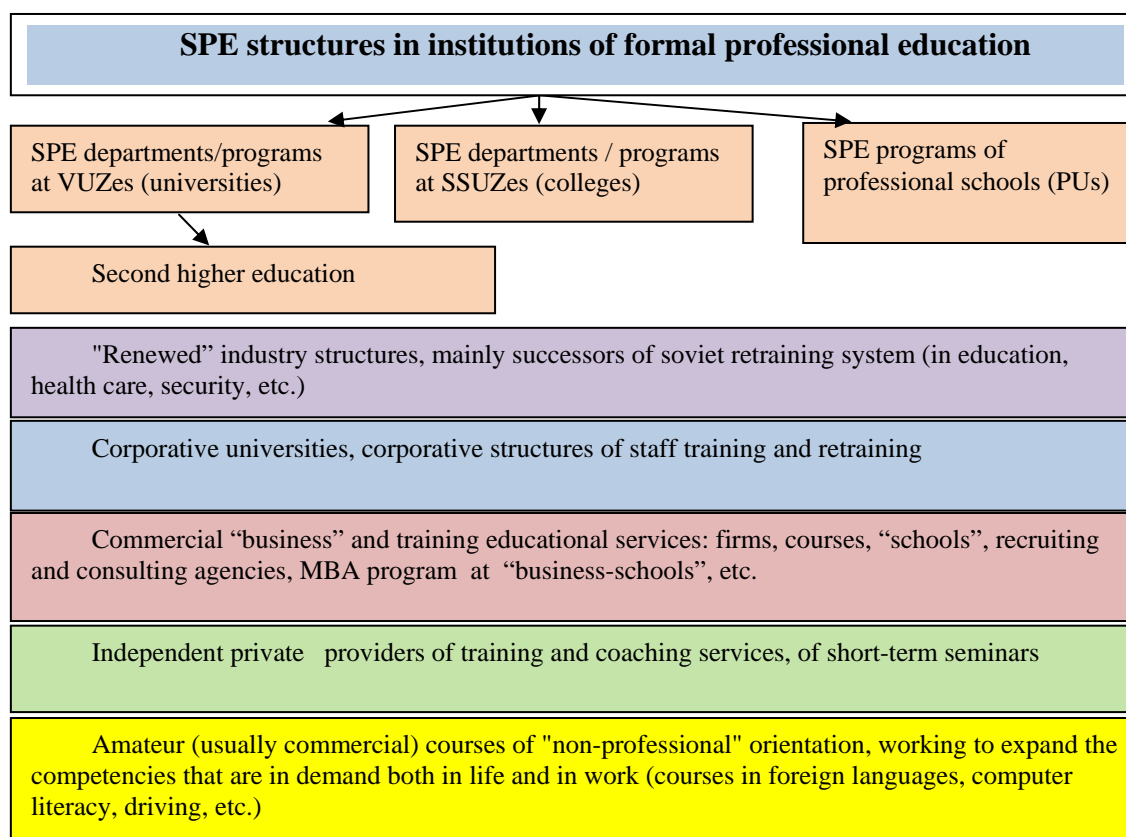 SPE structures in institutions of formal professional education
SPE departments/programs
at VUZes (universities)
SPE departments / programs
at SSUZes (colleges)
SPE programs of
professional schools (PUs)
Second higher education
"Renewed” industry structures, mainly successors of soviet retraining system (in education,
health care, security, etc.)
Corporative universities, corporative structures of staff training and retraining
Commercial “business” and training educational services: firms, courses, “schools”, recruiting
and consulting agencies, MBA program at “business-schools”, etc.
Independent private providers of training and coaching services, of short-term seminars
Amateur (usually commercial) courses of "non-professional" orientation, working to expand the
competencies that are in demand both in life and in work (courses in foreign languages, computer
literacy, driving, etc.)